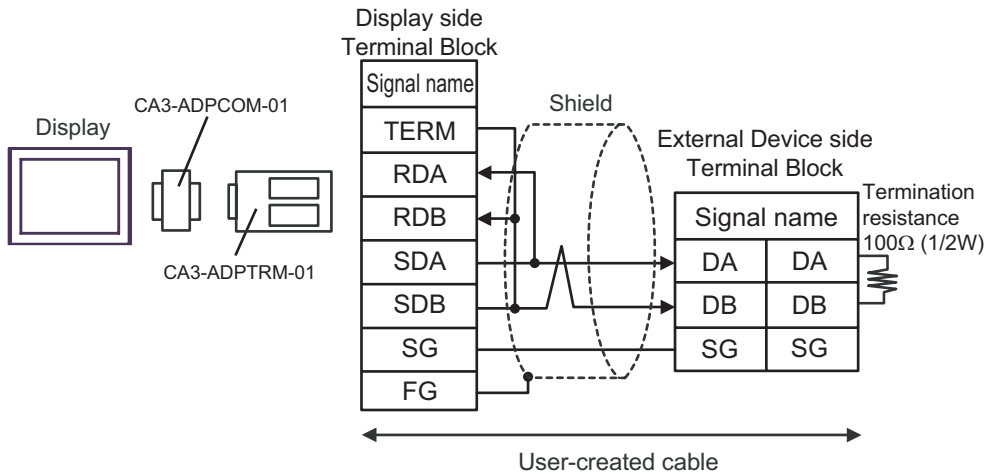 Display side
Terminal Block
Signal name
TERM
RDA
RDB
SDA
SDB
SG
FG
Display
CA3-ADPCOM-01
CA3-ADPTRM-01
Shield
External Device side
Terminal Block
Signal name
DA DA
DB DB
SG SG
Termination
resistance
100Ω (1/2W)
User-created cable